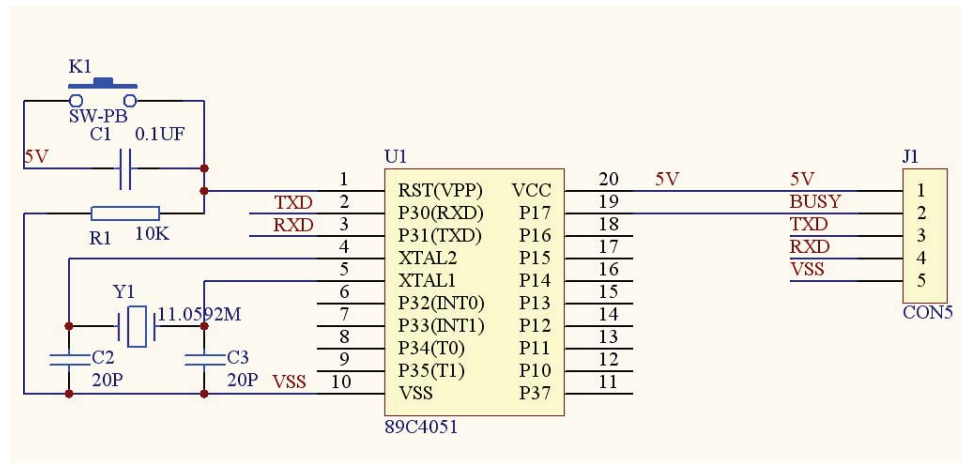 K1
SW-PB
C1 0.1UF
5V
R1 10K
Y1
11.0592M
C2
20P
C3
20P
U1
1 RST(VPP) VCC 20 5V
TXD 2 P30(RXD) P17 19
RXD 3 P31(TXD) P16 18
4 XTAL2 P15 17
5 XTAL1 P14 16
6 P32(INT0) P13 15
7 P33(INT1) P12 14
8 P34(T0) P11 13
9 P35(T1) P10 12
VSS 10 VSS P37 11
89C4051
J1
5V 1
BUSY 2
TXD 3
RXD 4
VSS 5
CON5